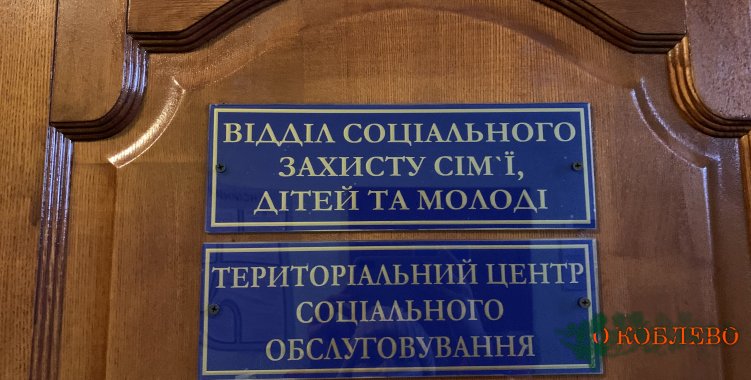 ВІДДІЛ СОЦІАЛЬНОГО
ЗАХИСТУ СІМ`Ї,
ДІТЕЙ ТА МОЛОДІ
ТЕРИТОРІАЛЬНИЙ ЦЕНТР
СОЦІАЛЬНОГО
ОБСЛУГОВУВАННЯ
О КОБЛЕВО